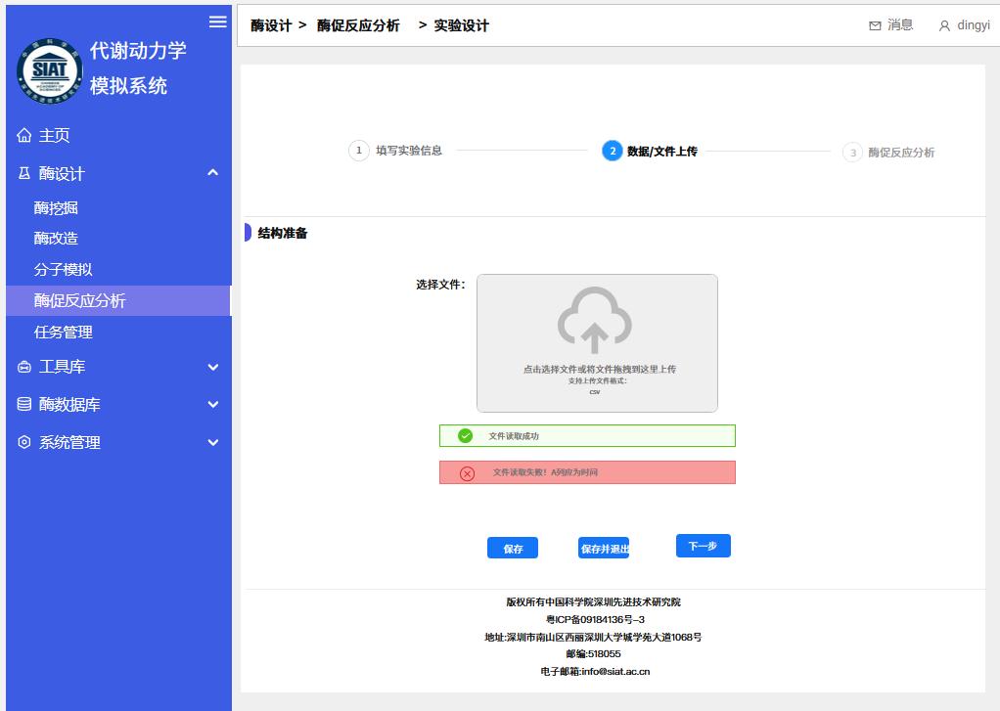 SIAT
代谢动力学
模拟系统
主页
酶设计
酶挖掘
酶改造
分子模拟
酶促反应分析
任务管理
工具库
酶数据库
系统管理
酶设计 > 酶促反应分析 > 实验设计
消息
dingyi
1 填写实验信息
2 数据/文件上传
3 酶促反应分析
结构准备
选择文件:
点击选择文件或将文件拖拽到这里上传
支持上传文件格式:
csv
文件读取成功
文件读取失败! A列应为时间
保存
保存并退出
下一步
版权所有中国科学院深圳先进技术研究院
粤ICP备09184136号-3
地址:深圳市南山区西丽深圳大学城学苑大道1068号
邮编:518055
电子邮箱:info@siat.ac.cn